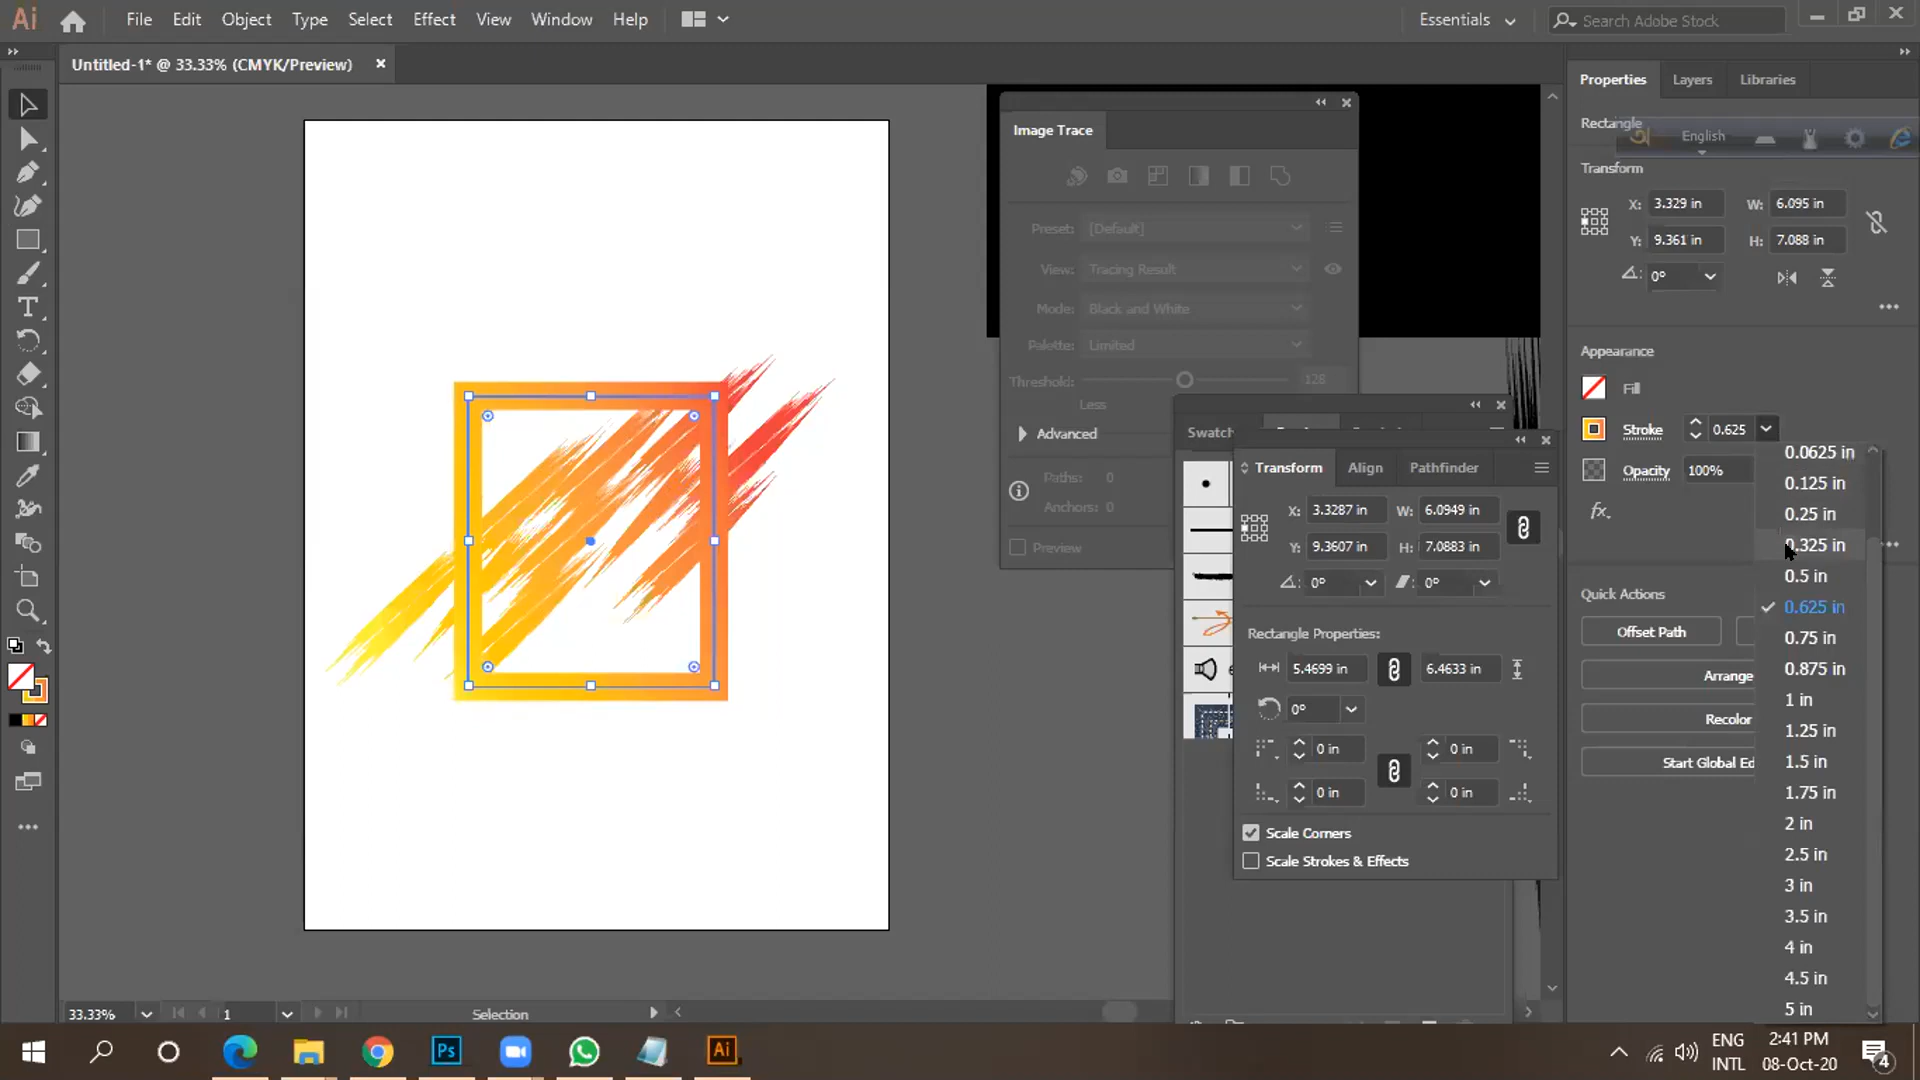 Ai File Edit Object Type Select Effect View Window Help Essentials Search Adobe Stock
Untitled-1* @ 33.33% (CMYK/Preview)
Properties Layers Libraries
Rectangle
English
Transform
X: 3.329 in W: 6.095 in
Y: 9.361 in H: 7.088 in
0°
Appearance
Fill
Stroke 0.625
Opacity 100%
fx
Quick Actions
Offset Path
Arrange
Recolor
Start Global Ed
0.0625 in
0.125 in
0.25 in
0.325 in
0.5 in
0.625 in
0.75 in
0.875 in
1 in
1.25 in
1.5 in
1.75 in
2 in
2.5 in
3 in
3.5 in
4 in
4.5 in
5 in
Image Trace
Preset: [Default]
View: Tracing Result
Mode: Black and White
Palette: Limited
Threshold: 128
Less
Advanced
Paths: 0
Anchors: 0
Preview
Swatch
Transform Align Pathfinder
X: 3.3287 in W: 6.0949 in
Y: 9.3607 in H: 7.0883 in
0° 0°
Rectangle Properties:
5.4699 in 6.4633 in
0°
0 in 0 in
0 in 0 in
Scale Corners
Scale Strokes & Effects
33.33% 1 Selection
Ps Ai
ENG
INTL
2:41 PM
08-Oct-20
4